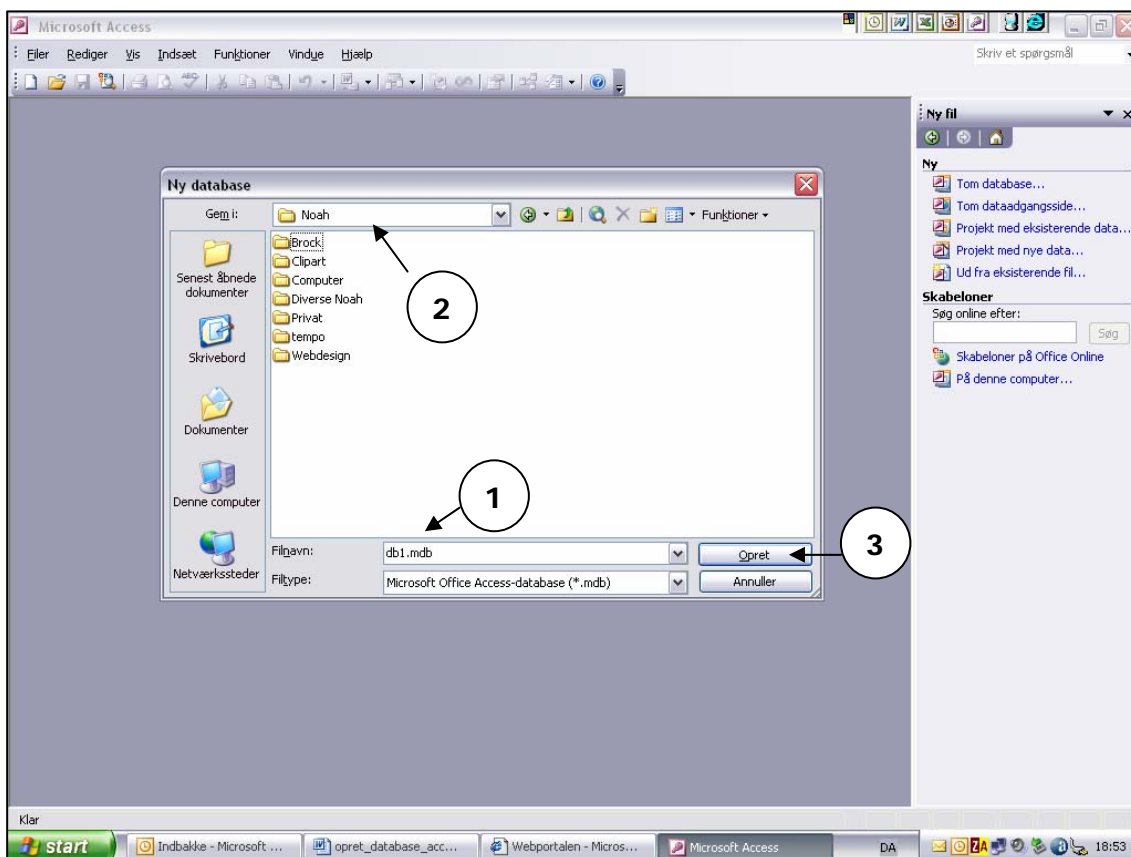 Microsoft Access
Filer Rediger Vis Indsæt Funktioner Vindue Hjælp
Skriv et spørgsmål
Ny fil
Ny
Tom database...
Tom dataadgangsside...
Projekt med eksisterende data...
Projekt med nye data...
Ud fra eksisterende fil...
Skabeloner
Søg online efter:
Søg
Skabeloner på Office Online
På denne computer...
Ny database
Gem i:
Noah
Funktioner
Senest åbnede
dokumenter
Skrivebord
Dokumenter
Denne computer
Netværkssteder
Brock
Clipart
Computer
Diverse Noah
Privat
tempo
Webdesign
2
1
3
Filnavn:
db1.mdb
Opret
Filtype:
Microsoft Office Access-database (*.mdb)
Annuller
Klar
start
Indbakke - Microsoft ...
opret_database_acc...
Webportalen - Micros...
Microsoft Access
DA
ZA
18:53